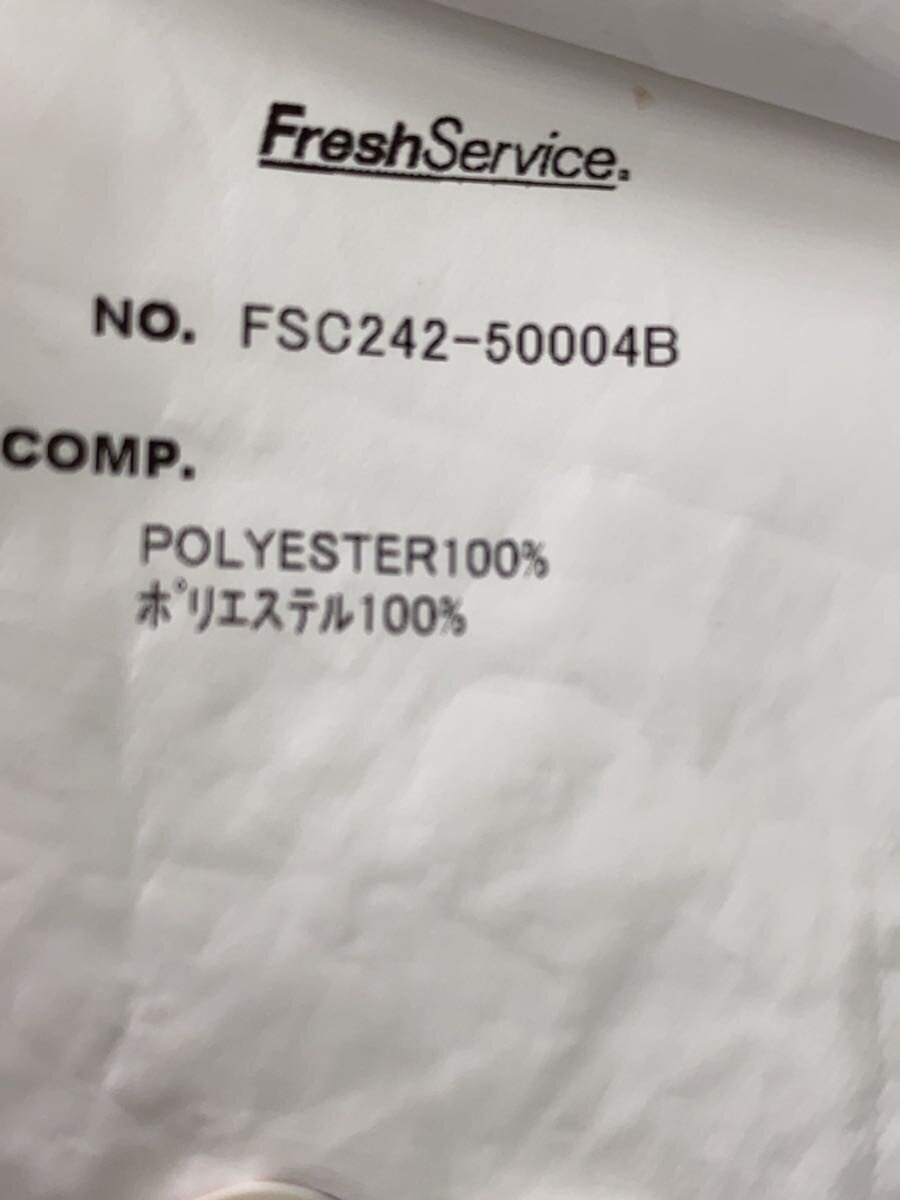 FreshService.
NO. FSC242-50004B
COMP.
POLYESTER100%
ポリエステル100%